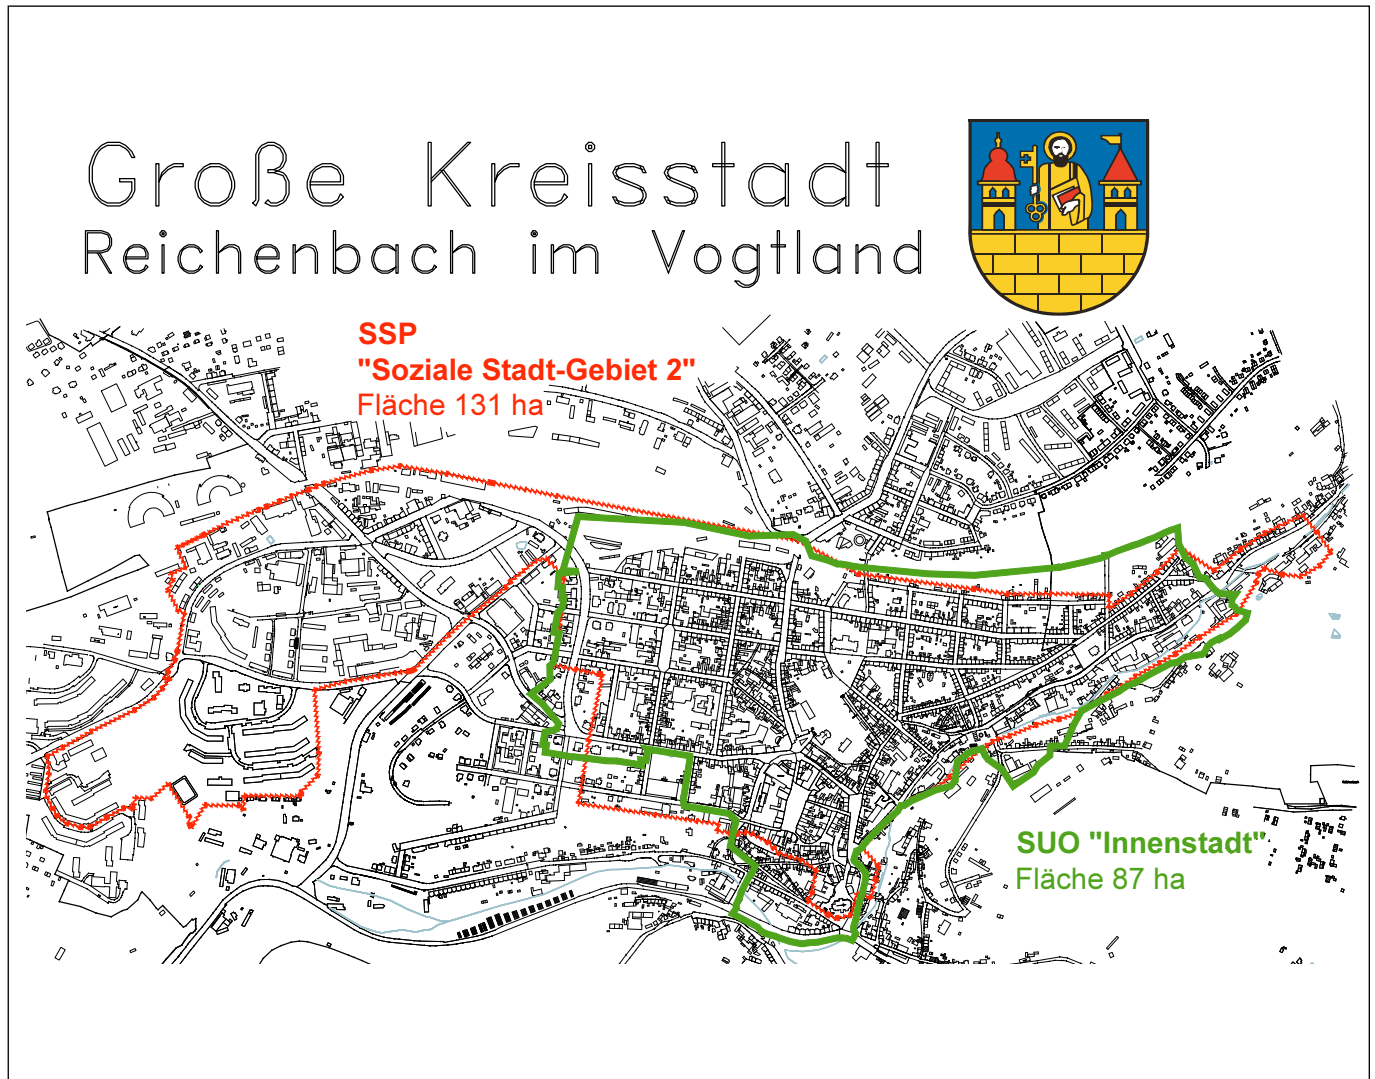 Große Kreisstadt
Reichenbach im Vogtland
SSP
"Soziale Stadt-Gebiet 2"
Fläche 131 ha
SUO "Innenstadt"
Fläche 87 ha